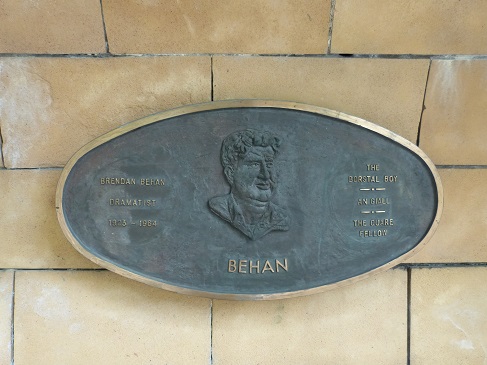 BRENDAN BEHAN
DRAMATIST
1923 - 1964
THE
BORSTAL BOY
AN GIALL
THE QUARE
FELLOW
BEHAN